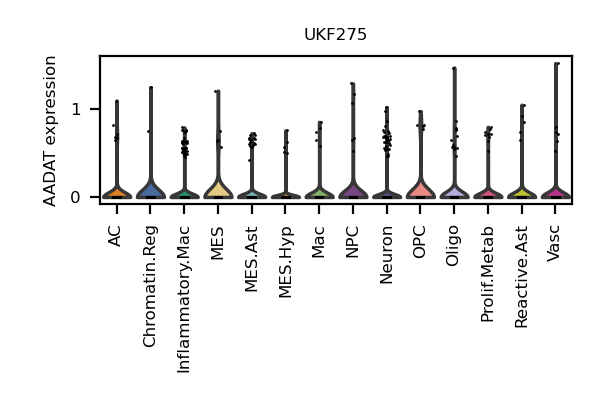 UKF275
AADAT expression
1
0
AC
Chromatin.Reg
Inflammatory.Mac
MES
MES.Ast
MES.Hyp
Mac
NPC
Neuron
OPC
Oligo
Prolif.Metab
Reactive.Ast
Vasc